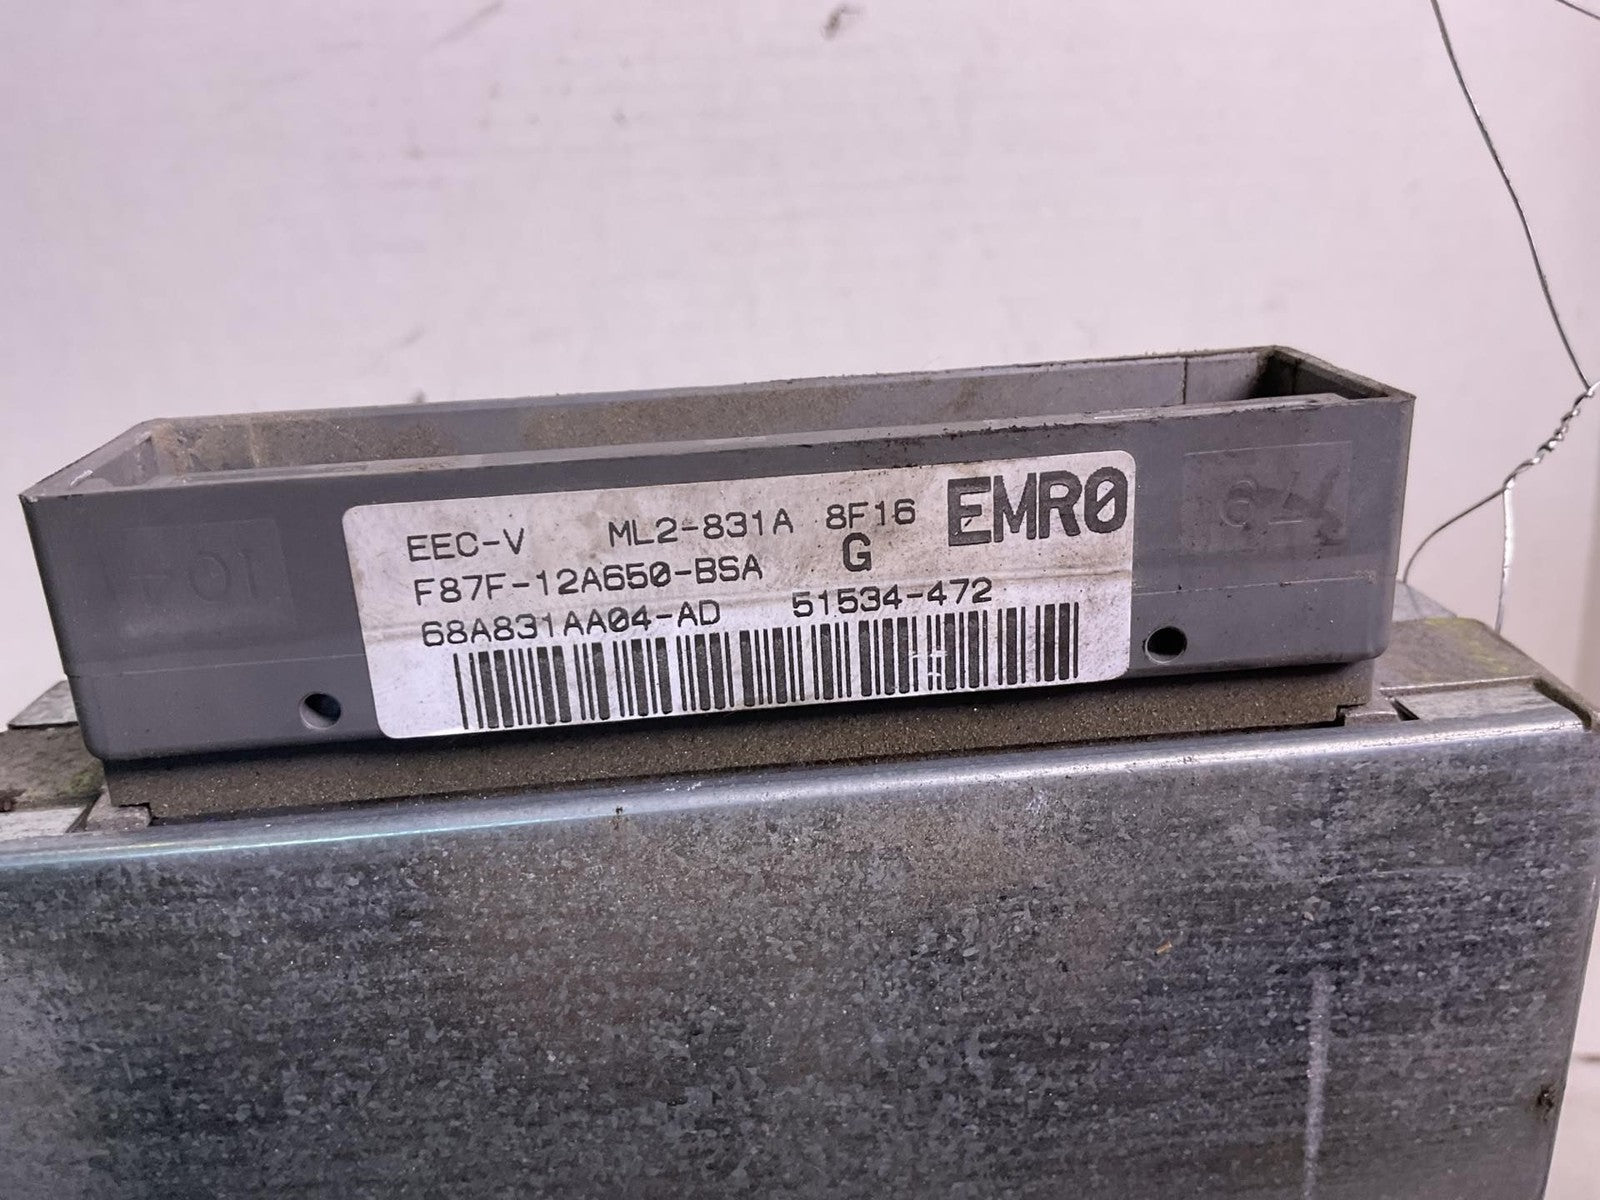 EEC-V ML2-831A 8F16 EMR0
F87F-12A650-BSA G
68A831AA04-AD 51534-472